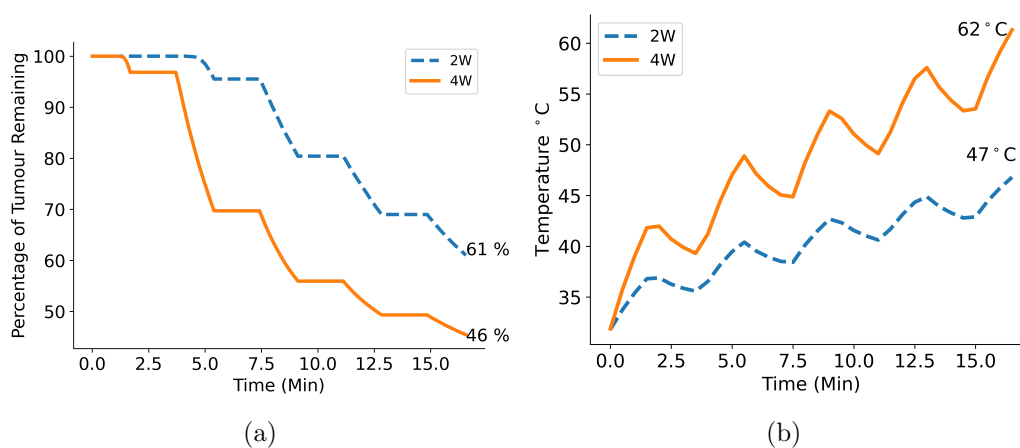 100
90
80
70
60
50
0.0 2.5 5.0 7.5 10.0 12.5 15.0
Percentage of Tumour Remaining
Time (Min)
2W
4W
61 %
46 %
(a)
60
55
50
45
40
35
0.0 2.5 5.0 7.5 10.0 12.5 15.0
Temperature °C
Time (Min)
2W
4W
62°C
47°C
(b)